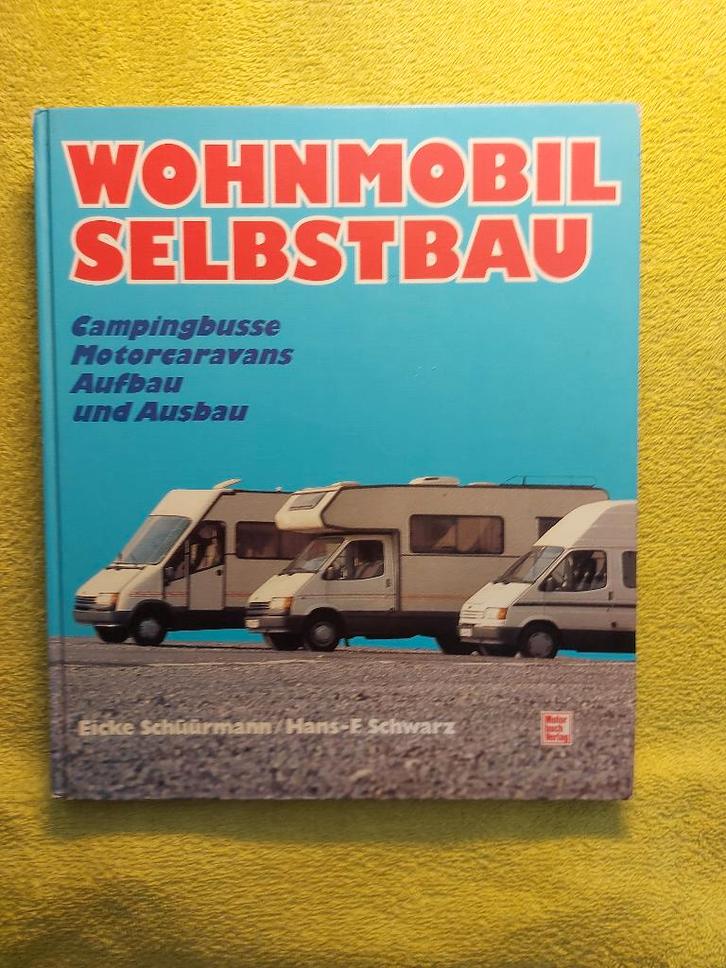 WOHNMOBIL
SELBSTBAU
Campingbusse
Motorcaravans
Aufbau
und Ausbau
Eicke Schüürmann/Hans-F Schwarz
Motor
buch
Verlag